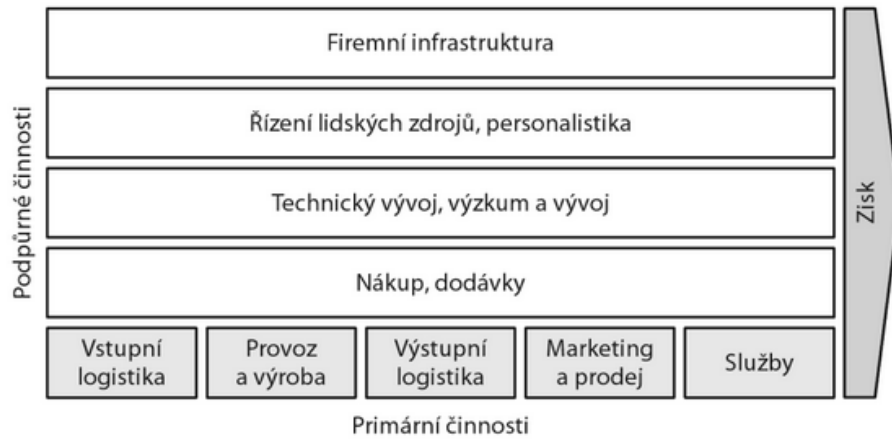 Podpůrné činnosti
Firemní infrastruktura
Řízení lidských zdrojů, personalistika
Technický vývoj, výzkum a vývoj
Nákup, dodávky
Vstupní
logistika
Provoz
a výroba
Výstupní
logistika
Marketing
a prodej
Služby
Zisk
Primární činnosti